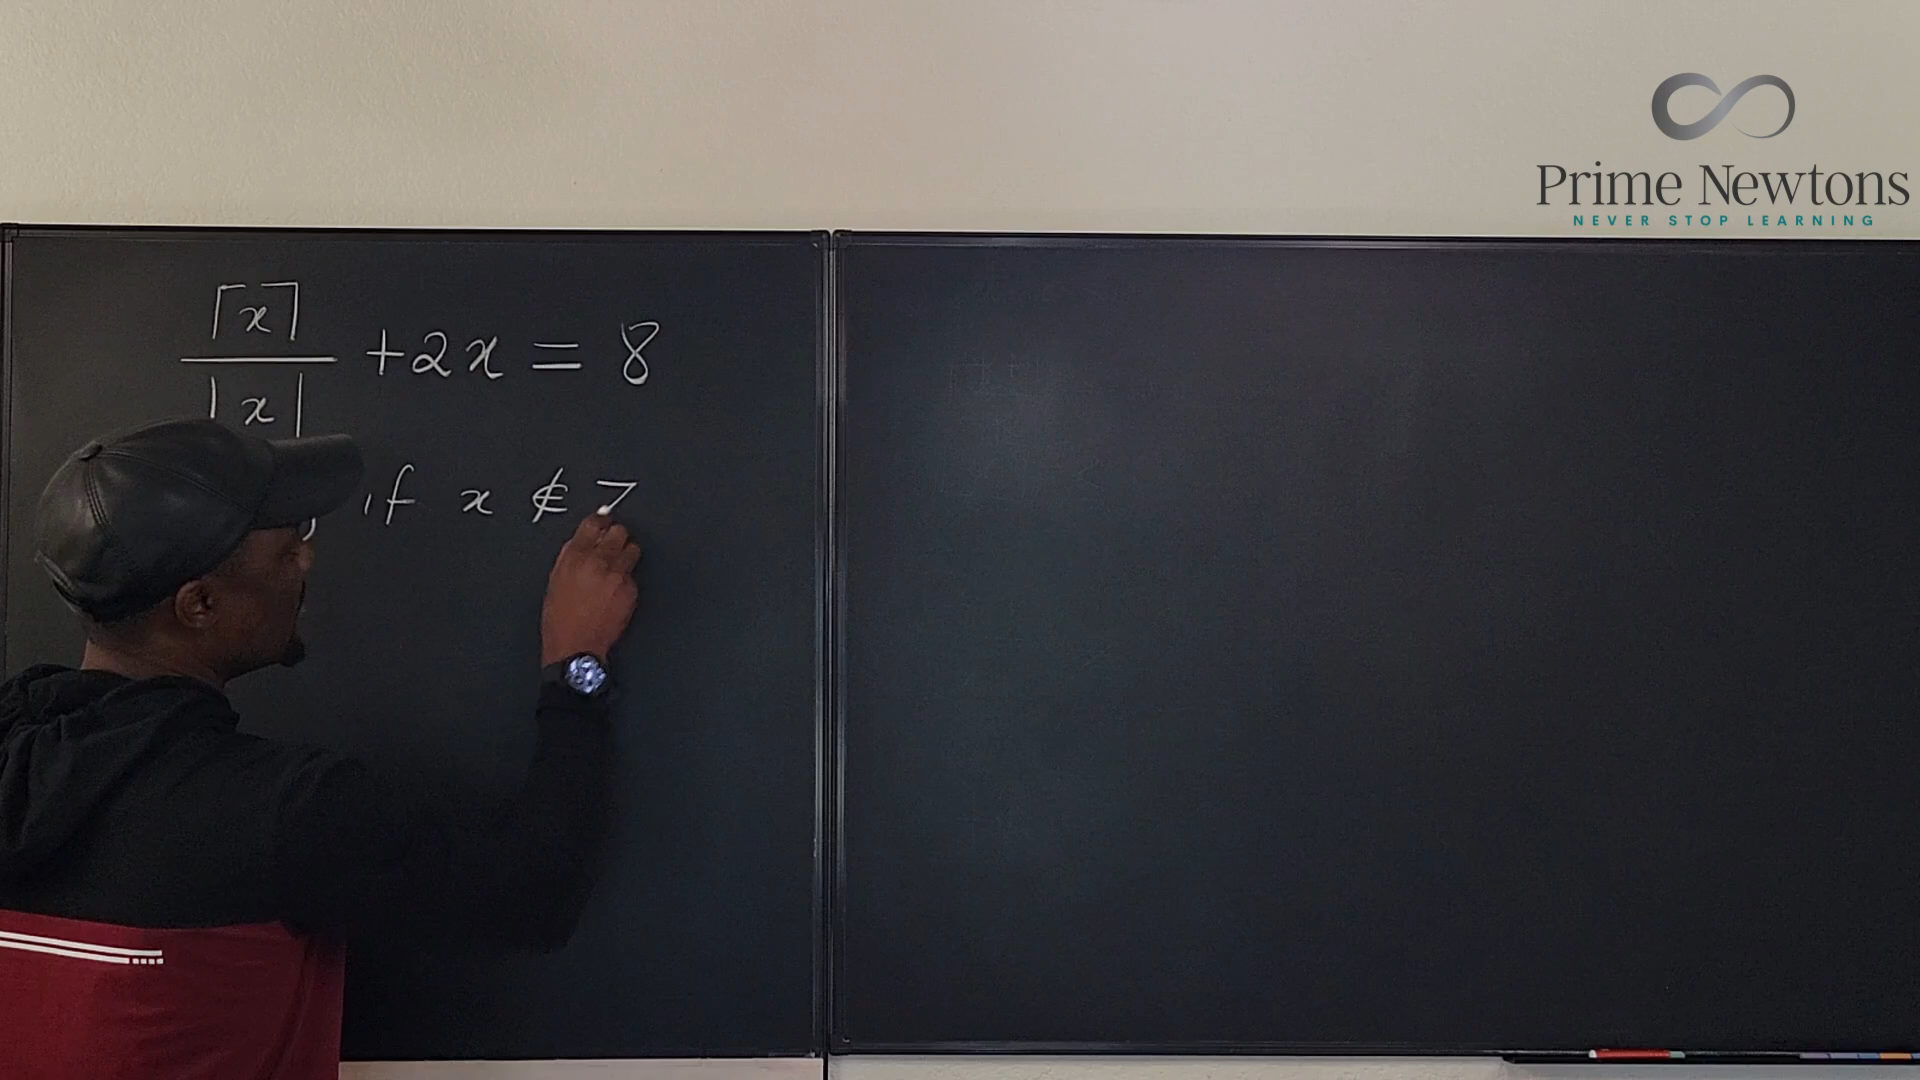 Prime Newtons
NEVER STOP LEARNING
⌈x⌉
|x|
+2x = 8
if x ∉